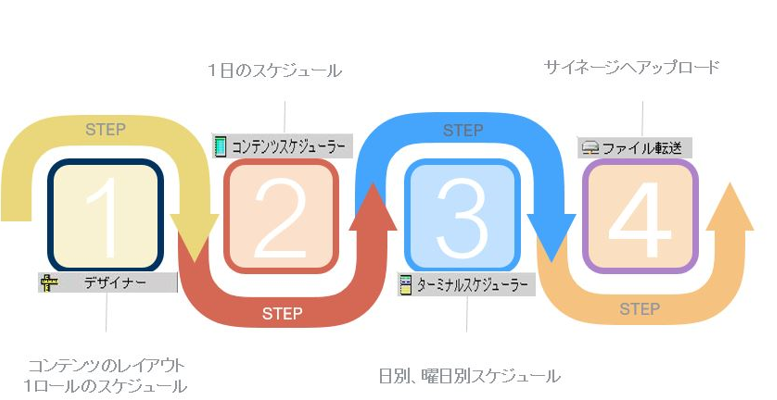 STEP
1
デザイナー
コンテンツのレイアウト
1ロールのスケジュール
1日のスケジュール
コンテンツスケジューラー
2
STEP
STEP
3
ターミナルスケジューラー
日別、曜日別スケジュール
サイネージへアップロード
ファイル転送
4
STEP